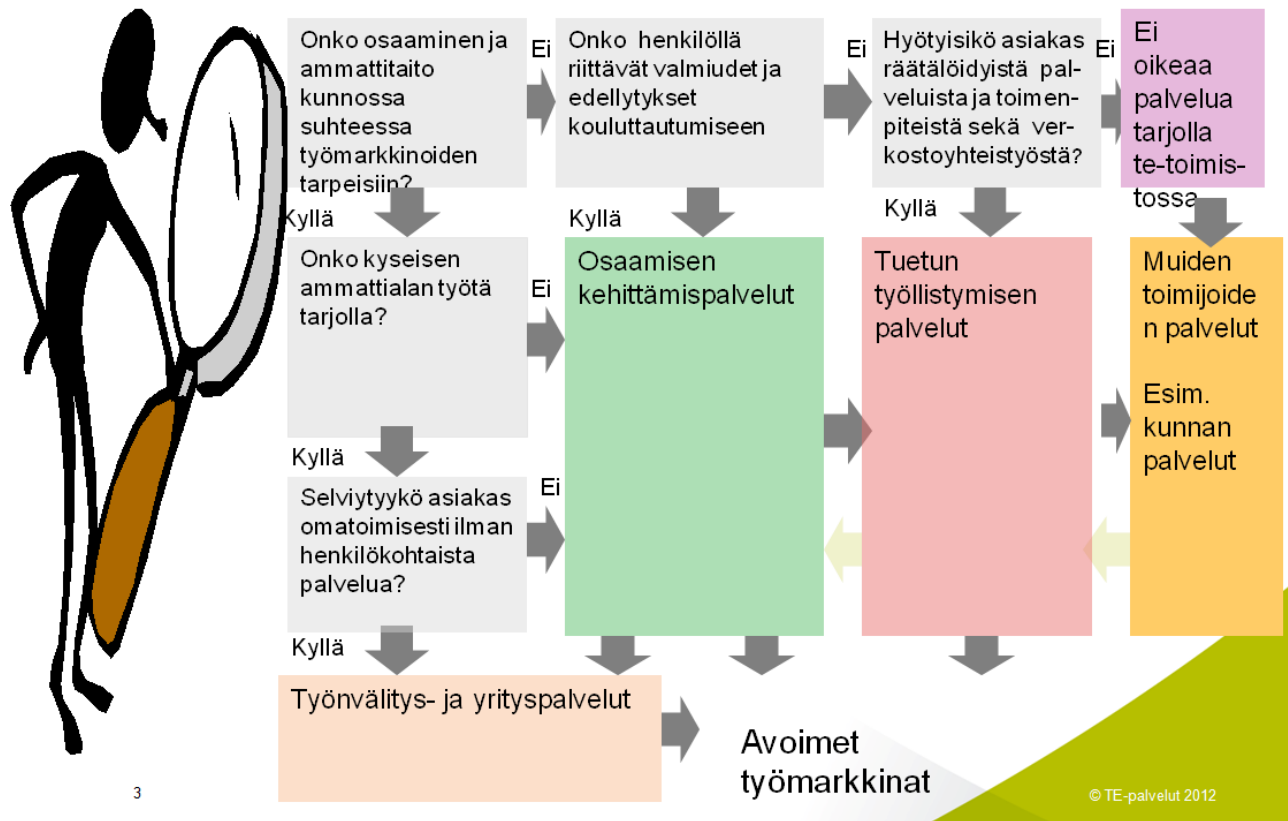 Onko osaaminen ja
ammattitaito
kunnossa
suhteessa
työmarkkinoiden
tarpeisiin?
Ei
Onko henkilöllä
riittävät valmiudet ja
edellytykset
kouluttautumiseen
Ei
Hyötyisikö asiakas
räätälöidyistä pal-
veluista ja toimen-
piteistä sekä ver-
kostoyhteistyöstä?
Ei
Ei
oikeaa
palvelua
tarjolla
te-toimis-
tossa
Kyllä
Kyllä
Kyllä
Onko kyseisen
ammattialan työtä
tarjolla?
Ei
Osaamisen
kehittämispalvelut
Tuetun
työllistymisen
palvelut
Muiden
toimijoide
n palvelut
Esim.
kunnan
palvelut
Kyllä
Selviytyykö asiakas
omatoimisesti ilman
henkilökohtaista
palvelua?
Ei
Kyllä
Työnvälitys- ja yrityspalvelut
Avoimet
työmarkkinat
3
© TE-palvelut 2012